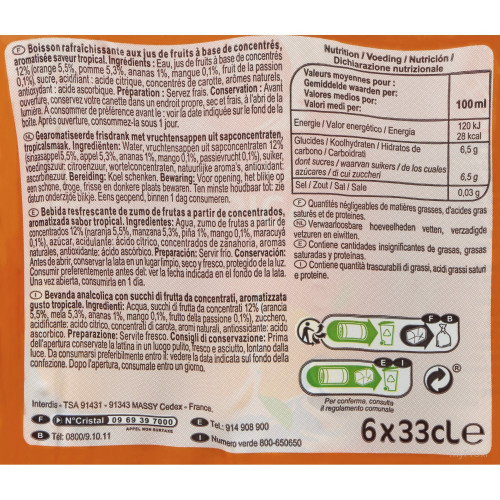 F Boisson rafraîchissante aux jus de fruits à base de concentrés,
aromatisée saveur tropical. Ingrédients : Eau, jus de fruits à base de concentrés
12% (orange 5,5%, pomme 5,3%, ananas 1%, mangue 0,1%, fruit de la passion
0,1%), sucre, acidifiant : acide citrique, concentrés de carotte, arômes naturels,
antioxydant : acide ascorbique. Préparation : Servez frais. Conservation : Avant
ouverture, conservez votre canette dans un endroit propre, sec et frais, à l'abri de la
lumière. A consommer de préférence avant le : voir la date indiquée sur le fond de la
boîte. Après ouverture, consommez-la sous 1 jour.
NL Gearomatiseerde frisdrank met vruchtensappen uit sapconcentraten,
tropicalsmaak. Ingrediënten: Water, vruchtensappen uit sapconcentraten 12%
(sinaasappel 5,5%, appel 5,3%, ananas 1%, mango 0,1%, passievrucht 0,1%), suiker,
voedingszuur: citroenzuur, wortelconcentraten, natuurlijke aroma's, antioxidant:
ascorbinezuur. Bereiding: Koel schenken. Bewaring: Voor opening, het blikje op
een schone, droge, frisse en donkere plaats bewaren. Ten minste houdbaar tot: zie
datum onderzijde blikje. Eens geopend, binnen 1 dag consumeren.
E Bebida refrescante de zumo de frutas a partir de concentrados,
aromatizada sabor tropical. Ingredientes: Agua, zumo de frutas a partir de
concentrados 12% (naranja 5,5%, manzana 5,3%, piña 1%, mango 0,1%, maracuyá
0,1%), azúcar, acidulante: ácido cítrico, concentrados de zanahoria, aromas
naturales, antioxidante: ácido ascórbico. Preparación: Servir frio. Conservación:
Antes de abrir, conservar la lata en un lugar limpio, seco y fresco, y protegido de la luz.
Consumir preferentemente antes del: ver la fecha indicada en el fondo de la lata.
Una vez abierta, consumirla en 1 día.
I Bevanda analcolica con succhi di frutta da concentrati, aromatizzata
gusto tropicale. Ingredienti: Acqua, succhi di frutta da concentrati 12% (arancia
5,5%, mela 5,3%, ananas 1%, mango 0,1%, frutto della passione 0,1%), zucchero,
acidificante: acido citrico, concentrati di carota, aromi naturali, antiossidante: acido
ascorbico. Preparazione: Servite fresco. Consigli di conservazione: Prima
dell'apertura conservate la lattina in un luogo pulito, fresco e asciutto, lontano dalla
luce. Da consumarsi preferibilmente entro il: vedere la data indicata sul fondo della
confezione. Dopo l'apertura, consumate entro un giorno.
Interdis - TSA 91431 - 91343 MASSY Cedex - France.
F N°Cristal 09 69 39 7000
APPEL NON SURTAXE
B Tél: 0800/9.10.11
E Tel.: 914 908 900
I Numero verde 800-650650
Nutrition / Voeding / Nutrición /
Dichiarazione nutrizionale
Valeurs moyennes pour :
Gemiddelde waarden per:
Valores medios por:
Valori medi per:
100 ml
Energie / Valor energético / Energia
120 kJ
28 kcal
Glucides / Koolhydraten / Hidratos de
carbono / Carboidrati
6,5 g
dont sucres / waarvan suikers / de los cuales
azúcares / di cui zuccheri
6,5 g
Sel / Zout / Sal / Sale
0,03 g
F Quantités négligeables de matières grasses, d'acides gras
saturés et de protéines.
NL Verwaarloosbare hoeveelheden vetten, verzadigde
vetzuren en eiwitten.
E Contiene cantidades insignificantes de grasas, grasas
saturadas y proteínas.
I Contiene quantità trascurabili di grassi, acidi grassi saturi
e proteine.
F B
E I
Per conferma, consulta
il regolamento comunale
®
6x33cLe